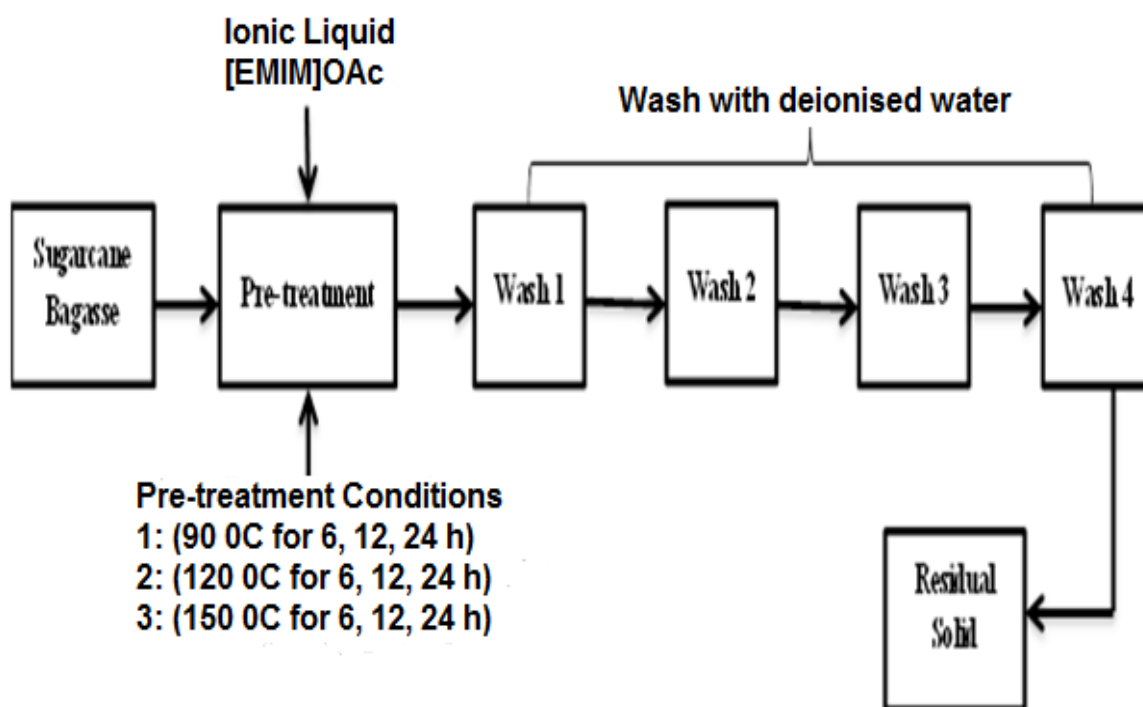 Ionic Liquid
[EMIM]OAc
Wash with deionised water
Sugarcane
Bagasse
Pre-treatment
Wash 1
Wash 2
Wash 3
Wash 4
Pre-treatment Conditions
1: (90 0C for 6, 12, 24 h)
2: (120 0C for 6, 12, 24 h)
3: (150 0C for 6, 12, 24 h)
Residual
Solid